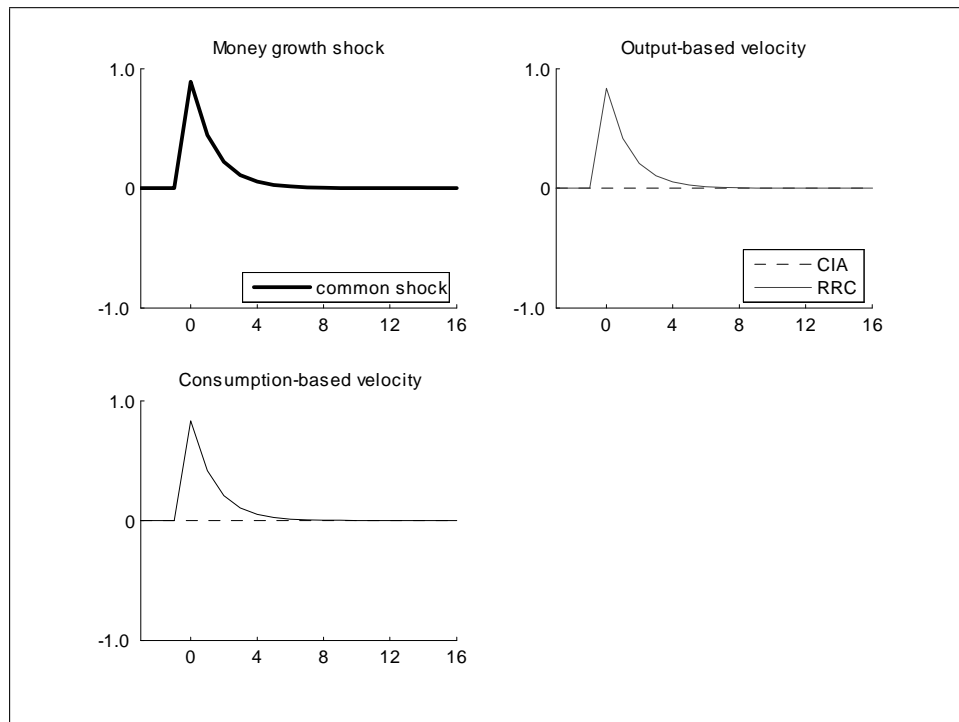 Money growth shock
1.0
0
-1.0
common shock
0 4 8 12 16
Output-based velocity
1.0
0
-1.0
CIA
RRC
0 4 8 12 16
Consumption-based velocity
1.0
0
-1.0
0 4 8 12 16